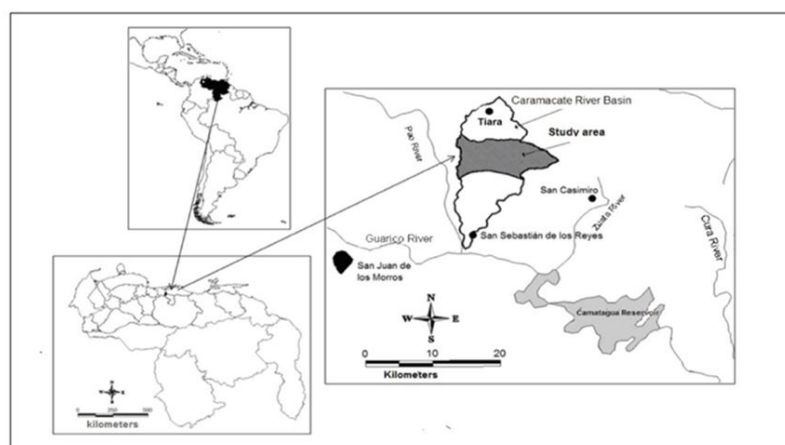 Caramacate River Basin
Tiara
Study area
Pao River
San Casimiro
Zuata River
Cura River
Guarico River
San Sebastián de los Reyes
San Juan de
los Morros
Camatagua Reservoir
N
W E
S
0 10 20
Kilometers
N
W E
S
0 250 500
kilometers